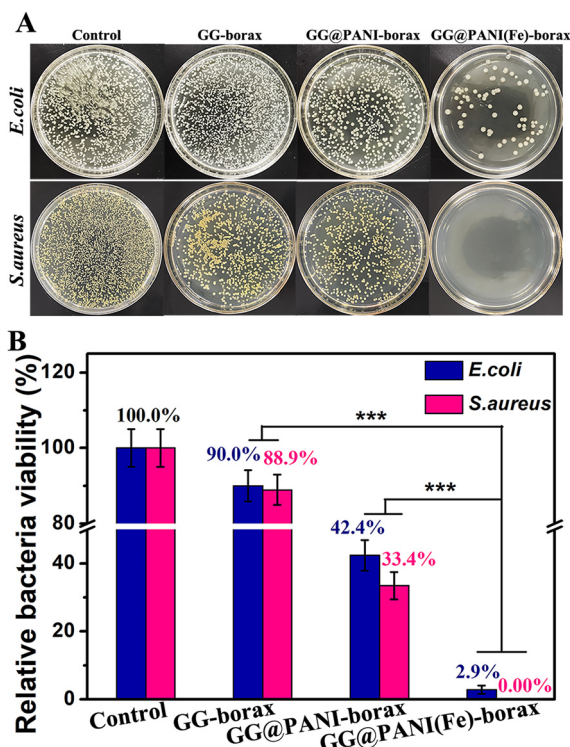 A
Control GG-borax GG@PANI-borax GG@PANI(Fe)-borax
E.coli
S.aureus
B
Relative bacteria viability (%)
120
100
80
40
20
0
E.coli
S.aureus
100.0%
90.0% 88.9%
42.4% 33.4%
2.9% 0.00%
***
***
Control GG-borax GG@PANI-borax GG@PANI(Fe)-borax